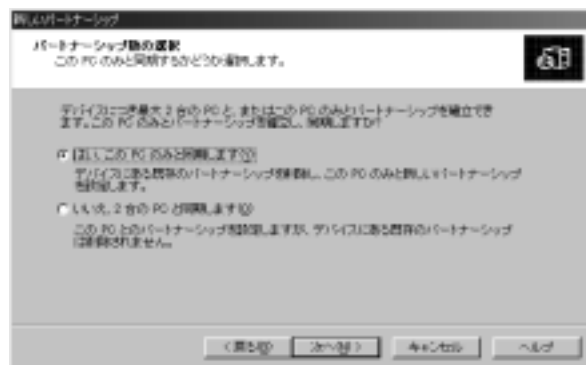 新しいパートナーシップ
パートナーシップ数の選択
この PC のみと同期するかどうか選択します。
デバイスにつき最大 2 台の PC と、またはこの PC のみとパートナーシップを確立でき
ます。この PC のみとパートナーシップを確立し、同期しますか?
はい、この PC のみと同期します(Y)
デバイスにある既存のパートナーシップを削除し、この PC のみと新しいパートナーシップ
を設定します。
いいえ、2 台の PC と同期します(O)
この PC とのパートナーシップを設定しますが、デバイスにある既存のパートナーシップ
は削除されません。
< 戻る(B)
次へ(N) >
キャンセル
ヘルプ